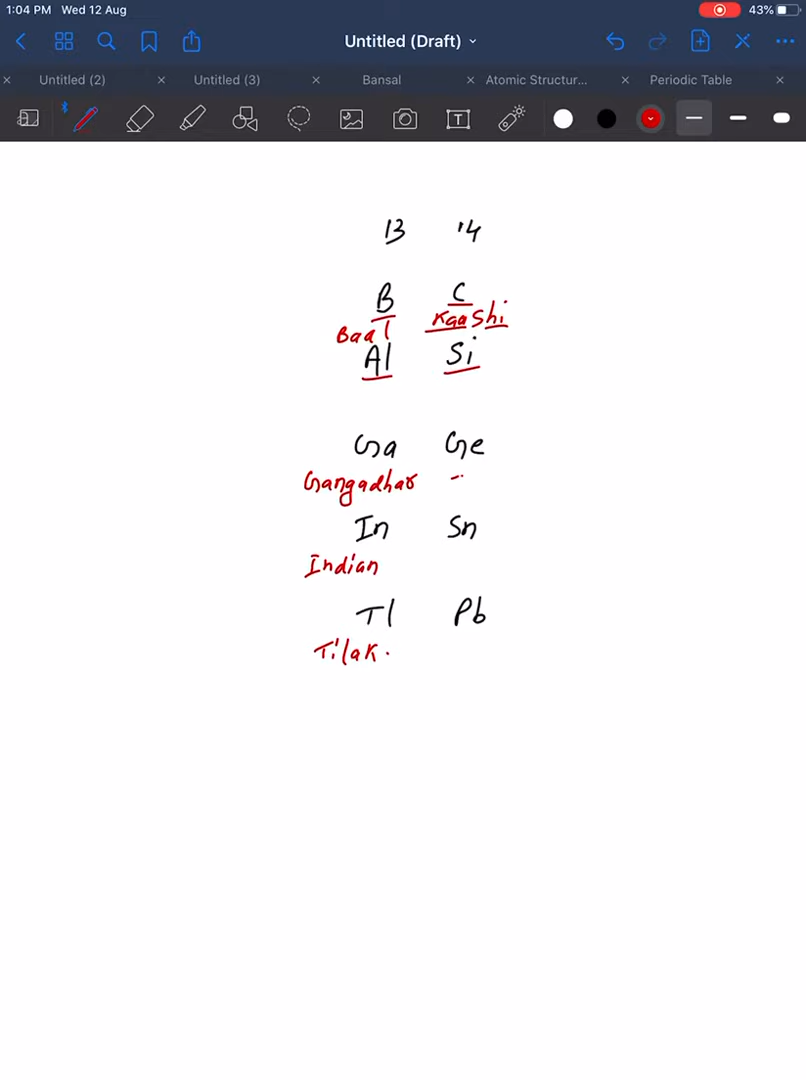 1:04 PM Wed 12 Aug 43%
Untitled (Draft)
Untitled (2) Untitled (3) Bansal Atomic Structur... Periodic Table
T
13 14
B C
Baal Kaashi
Al Si
Ga Ge
Gangadhar
In Sn
Indian
Tl Pb
Tilak.